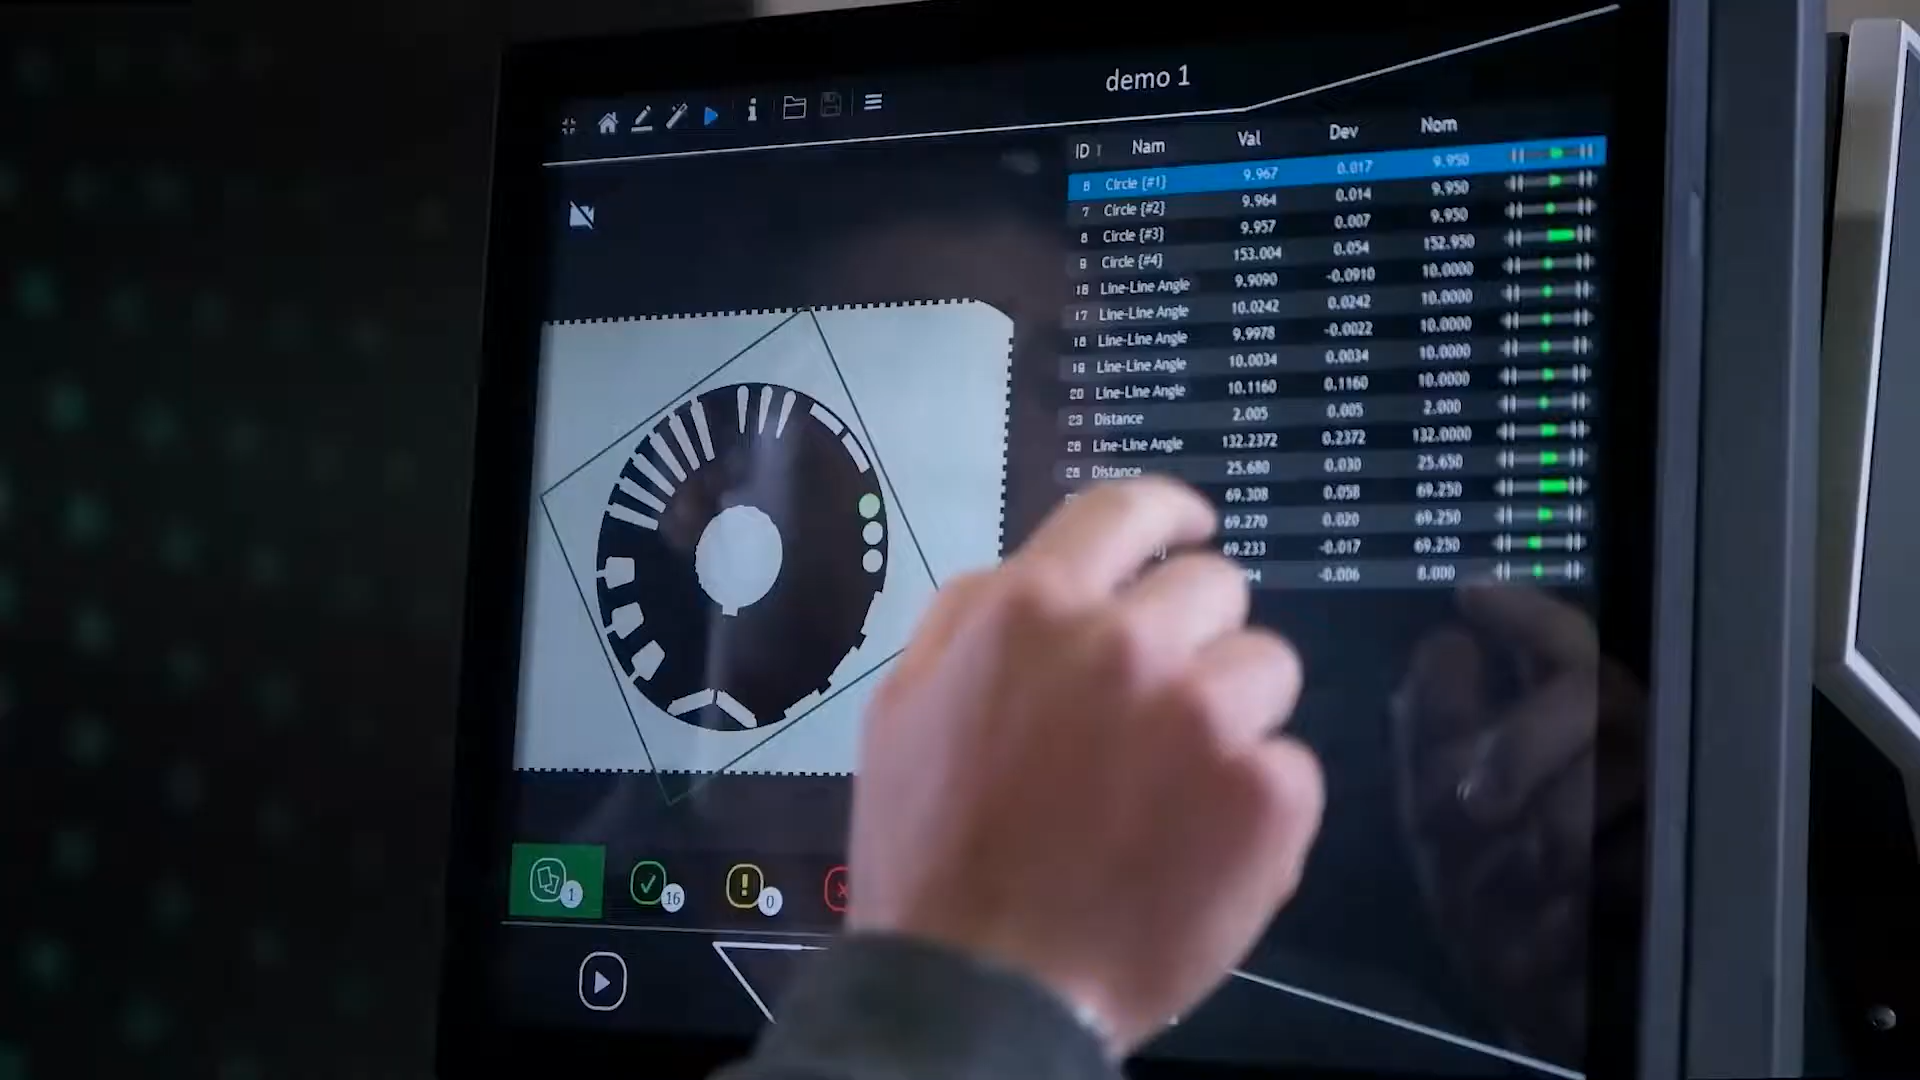 demo 1
ID Nam Val Dev Nom
6 Circle {#1} 9.967 0.017 9.950
7 Circle {#2} 9.964 0.014 9.950
8 Circle {#3} 9.957 0.007 9.950
9 Circle {#4} 153.004 0.054 152.950
16 Line-Line Angle 9.9090 -0.0910 10.0000
17 Line-Line Angle 10.0242 0.0242 10.0000
18 Line-Line Angle 9.9978 -0.0022 10.0000
19 Line-Line Angle 10.0034 0.0034 10.0000
20 Line-Line Angle 10.1160 0.1160 10.0000
23 Distance 2.005 0.005 2.000
26 Line-Line Angle 132.2372 0.2372 132.0000
28 Distance 25.680 0.030 25.650
69.308 0.058 69.250
69.270 0.020 69.250
69.233 -0.017 69.250
-0.006 8.000
1 16 0